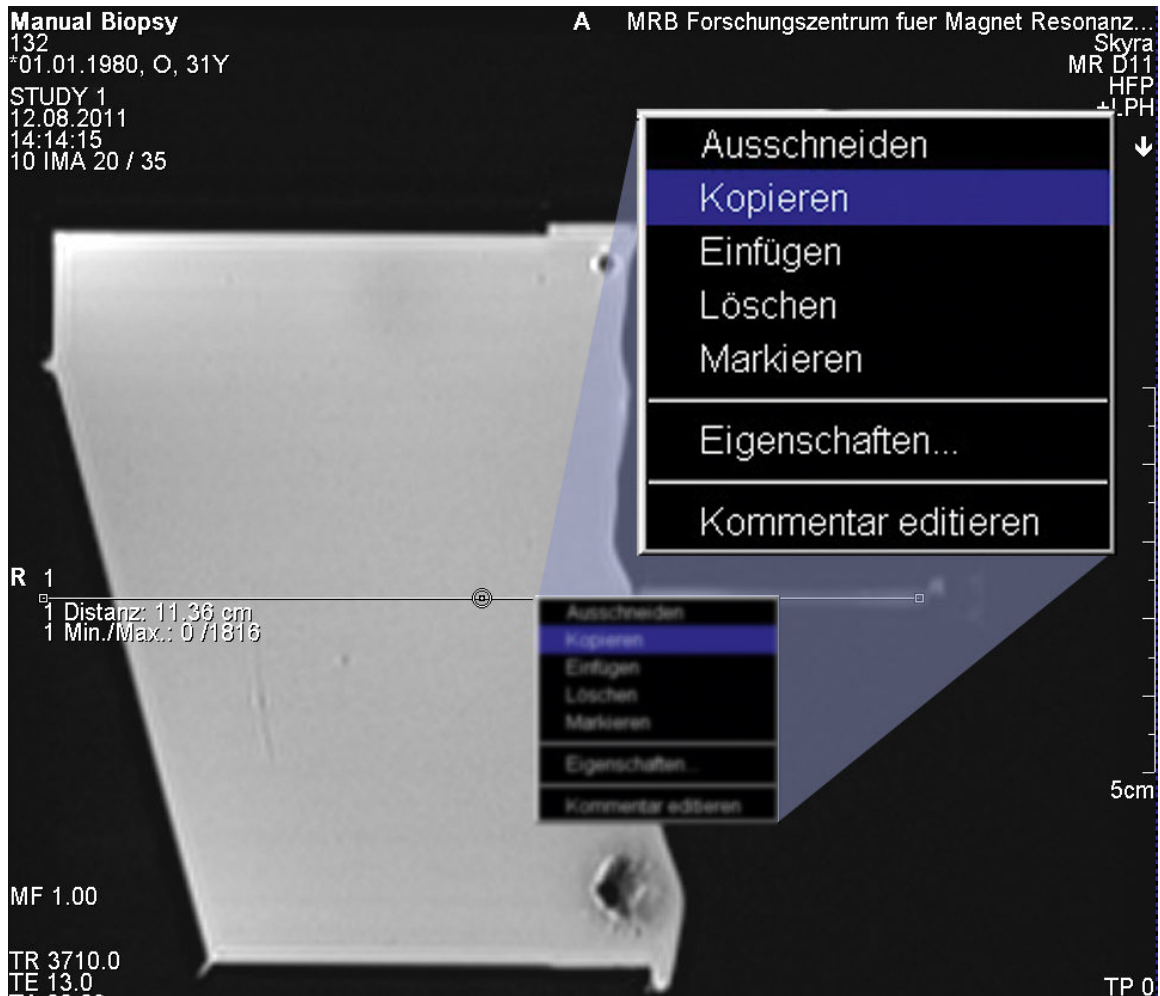 Manual Biopsy
132
*01.01.1980, O, 31Y
STUDY 1
12.08.2011
14:14:15
10 IMA 20 / 35
A
MRB Forschungszentrum fuer Magnet Resonanz...
Skyra
MR D11
HFP
+LPH
Ausschneiden
Kopieren
Einfügen
Löschen
Markieren
Eigenschaften...
Kommentar editieren
R 1
1 Distanz: 11.36 cm
1 Min./Max.: 0 /1816
Ausschneiden
Kopieren
Einfügen
Löschen
Markieren
Eigenschaften...
Kommentar editieren
5cm
MF 1.00
TR 3710.0
TE 13.0
TP 0